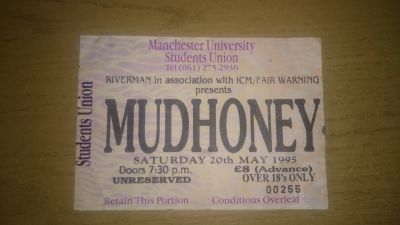 Manchester University
Students Union
Tel (061) 275 2930
RIVERMAN in association with ICM/FAIR WARNING
presents
MUDHONEY
SATURDAY 20th MAY 1995
Doors 7:30 p.m. £8 (Advance)
UNRESERVED OVER 18's ONLY
00255
Retain This Portion Conditions Overleaf
Students Union